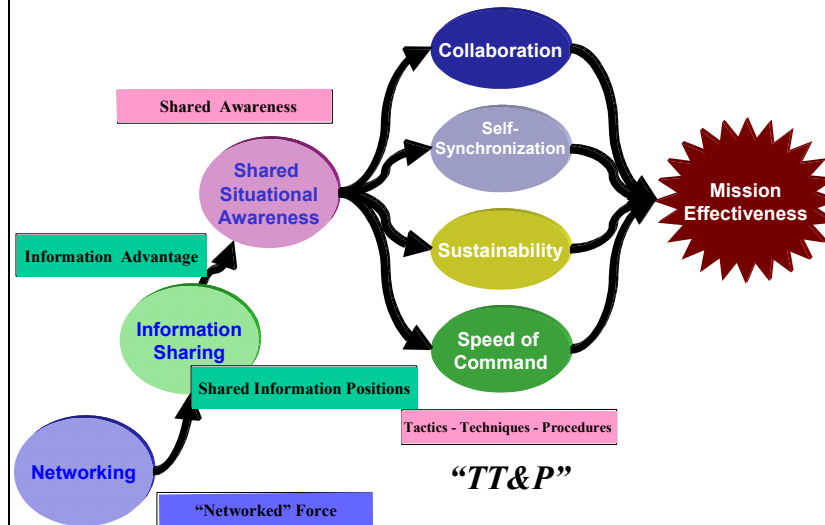 Collaboration
Shared Awareness
Self-
Synchronization
Shared
Situational
Awareness
Mission
Effectiveness
Information Advantage
Sustainability
Information
Sharing
Speed of
Command
Shared Information Positions
Tactics - Techniques - Procedures
Networking
“TT&P”
“Networked” Force